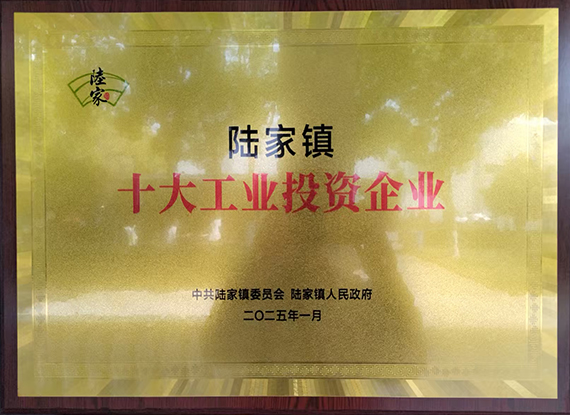 陸家
陆家镇
十大工业投资企业
中共陆家镇委员会 陆家镇人民政府
二〇二五年一月